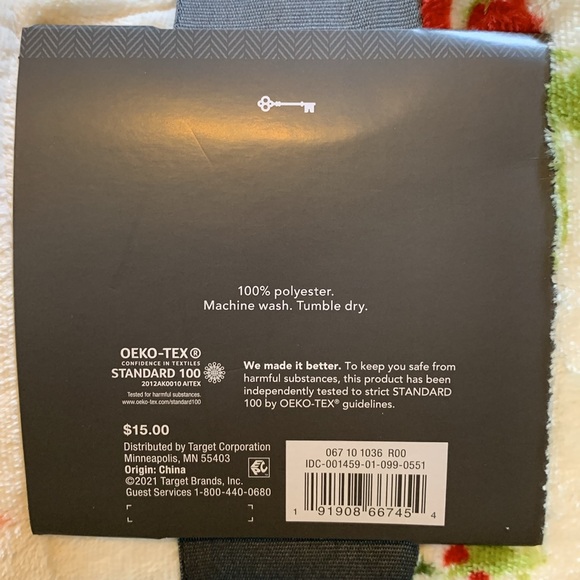 100% polyester.
Machine wash. Tumble dry.
OEKO-TEX®
CONFIDENCE IN TEXTILES
STANDARD 100
2012AK0010 AITEX
Tested for harmful substances.
www.oeko-tex.com/standard100
We made it better. To keep you safe from
harmful substances, this product has been
independently tested to strict STANDARD
100 by OEKO-TEX® guidelines.
$15.00
Distributed by Target Corporation
Minneapolis, MN 55403
Origin: China
©2021 Target Brands, Inc.
Guest Services 1-800-440-0680
067 10 1036 R00
IDC-001459-01-099-0551
1 91908 66745 4